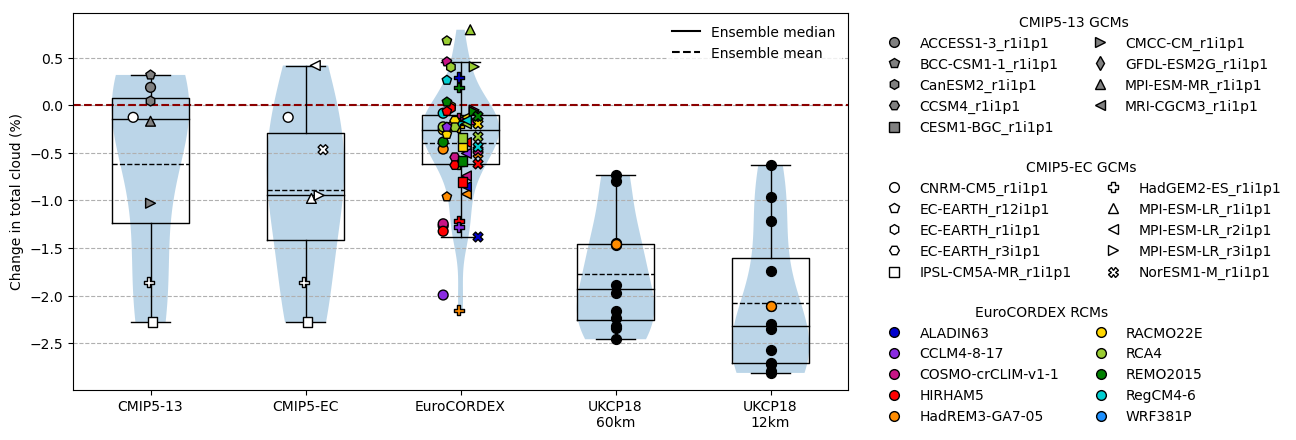 Change in total cloud (%)
0.5
0.0
−0.5
−1.0
−1.5
−2.0
−2.5
Ensemble median
Ensemble mean
CMIP5-13
CMIP5-EC
EuroCORDEX
UKCP18
60km
UKCP18
12km
CMIP5-13 GCMs
ACCESS1-3_r1i1p1
BCC-CSM1-1_r1i1p1
CanESM2_r1i1p1
CCSM4_r1i1p1
CESM1-BGC_r1i1p1
CMCC-CM_r1i1p1
GFDL-ESM2G_r1i1p1
MPI-ESM-MR_r1i1p1
MRI-CGCM3_r1i1p1
CMIP5-EC GCMs
CNRM-CM5_r1i1p1
EC-EARTH_r12i1p1
EC-EARTH_r1i1p1
EC-EARTH_r3i1p1
IPSL-CM5A-MR_r1i1p1
HadGEM2-ES_r1i1p1
MPI-ESM-LR_r1i1p1
MPI-ESM-LR_r2i1p1
MPI-ESM-LR_r3i1p1
NorESM1-M_r1i1p1
EuroCORDEX RCMs
ALADIN63
CCLM4-8-17
COSMO-crCLIM-v1-1
HIRHAM5
HadREM3-GA7-05
RACMO22E
RCA4
REMO2015
RegCM4-6
WRF381P